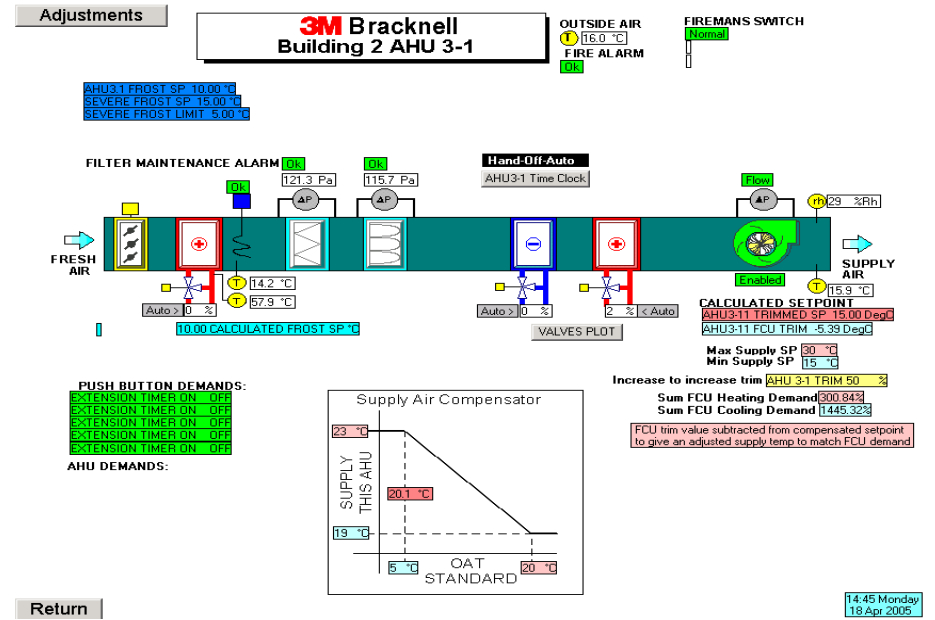 Adjustments
3M Bracknell
Building 2 AHU 3-1
OUTSIDE AIR
T 16.0 °C
FIRE ALARM
Ok
FIREMANS SWITCH
Normal
AHU3.1 FROST SP 10.00 °C
SEVERE FROST SP 15.00 °C
SEVERE FROST LIMIT 5.00 °C
FILTER MAINTENANCE ALARM Ok Ok
121.3 Pa 115.7 Pa
ΔP ΔP
Hand-Off-Auto
AHU3-1 Time Clock
Ok
Flow
ΔP
rh 29 %Rh
FRESH
AIR
SUPPLY
AIR
T 14.2 °C
T 57.9 °C
Enabled
T 15.9 °C
Auto > 0 %
Auto > 0 %
2 % < Auto
10.00 CALCULATED FROST SP °C
VALVES PLOT
CALCULATED SETPOINT
AHU3-11 TRIMMED SP 15.00 DegC
AHU3-11 FCU TRIM -5.39 DegC
Max Supply SP 30 °C
Min Supply SP 15 °C
Increase to increase trim AHU 3-1 TRIM 50 %
Sum FCU Heating Demand 300.84%
Sum FCU Cooling Demand 1445.32%
FCU trim value subtracted from compensated setpoint
to give an adjusted supply temp to match FCU demand
PUSH BUTTON DEMANDS:
EXTENSION TIMER ON OFF
EXTENSION TIMER ON OFF
EXTENSION TIMER ON OFF
EXTENSION TIMER ON OFF
EXTENSION TIMER ON OFF
AHU DEMANDS:
Supply Air Compensator
23 °C
SUPPLY
THIS AHU
20.1 °C
19 °C
5 °C
OAT
STANDARD
20 °C
Return
14:45 Monday
18 Apr 2005